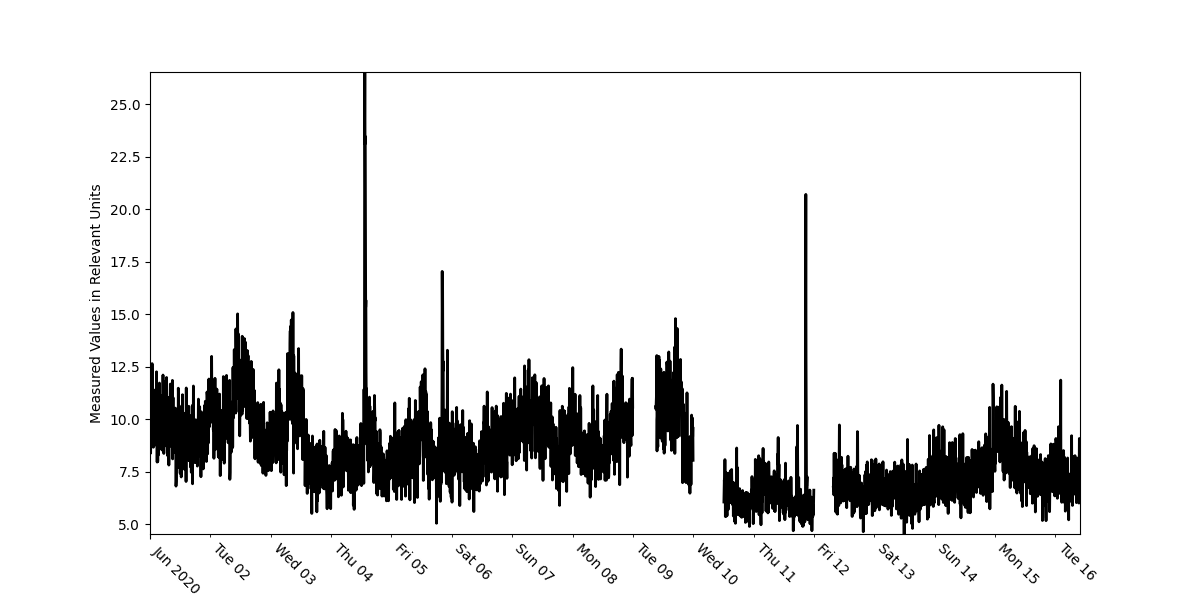 25.0
22.5
20.0
17.5
15.0
12.5
10.0
7.5
5.0
Measured Values in Relevant Units
Jun 2020
Tue 02
Wed 03
Thu 04
Fri 05
Sat 06
Sun 07
Mon 08
Tue 09
Wed 10
Thu 11
Fri 12
Sat 13
Sun 14
Mon 15
Tue 16